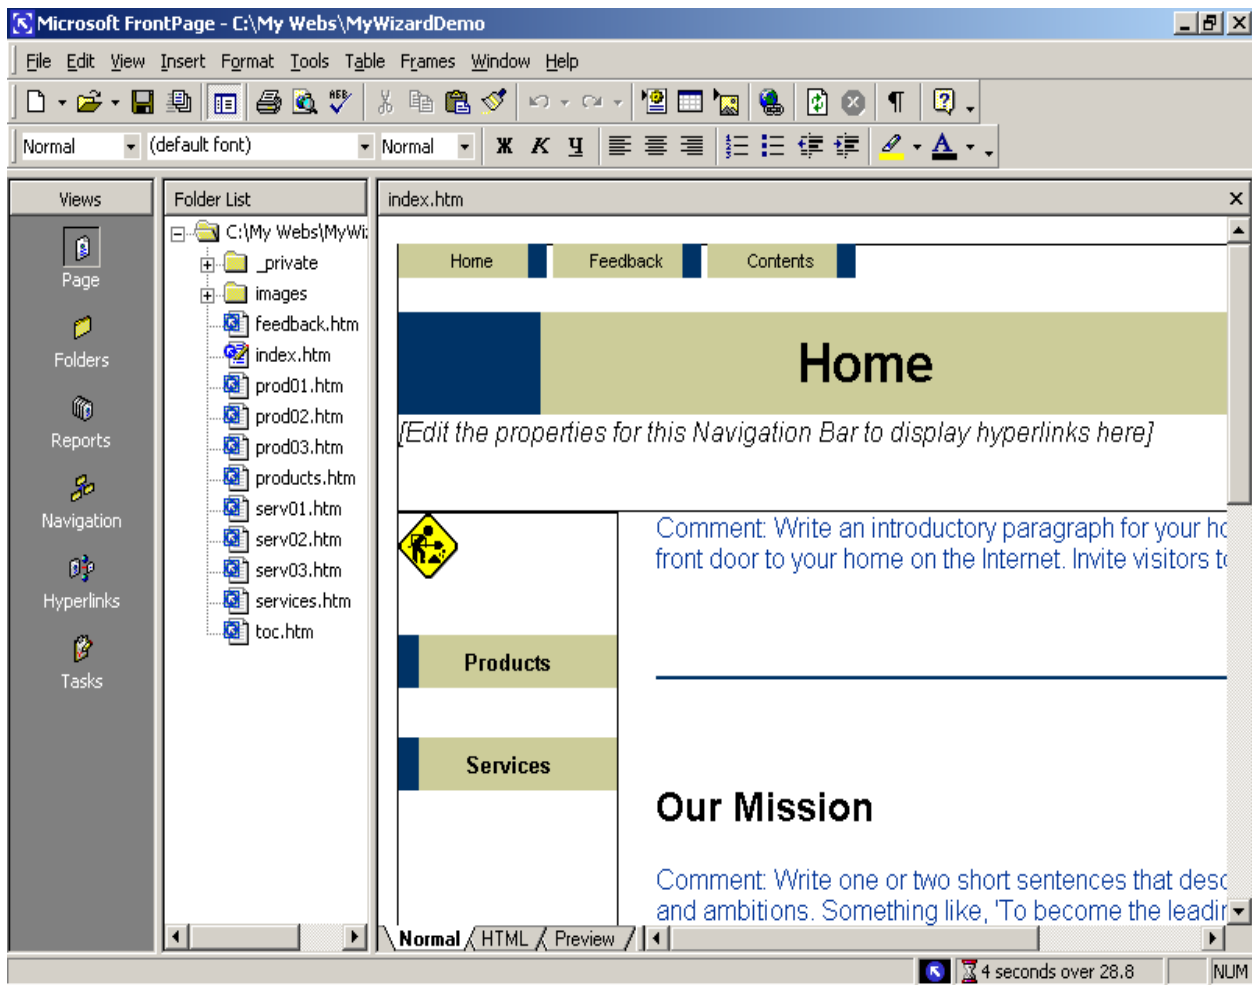 Microsoft FrontPage - C:\My Webs\MyWizardDemo
File Edit View Insert Format Tools Table Frames Window Help
Normal (default font) Normal Ж К Ч A
Views
Page
Folders
Reports
Navigation
Hyperlinks
Tasks
Folder List
C:\My Webs\MyWi
_private
images
feedback.htm
index.htm
prod01.htm
prod02.htm
prod03.htm
products.htm
serv01.htm
serv02.htm
serv03.htm
services.htm
toc.htm
index.htm
Home Feedback Contents
Home
[Edit the properties for this Navigation Bar to display hyperlinks here]
Comment: Write an introductory paragraph for your ho
front door to your home on the Internet. Invite visitors to
Products
Services
Our Mission
Comment: Write one or two short sentences that desc
and ambitions. Something like, 'To become the leadin
Normal HTML Preview
4 seconds over 28.8 NUM